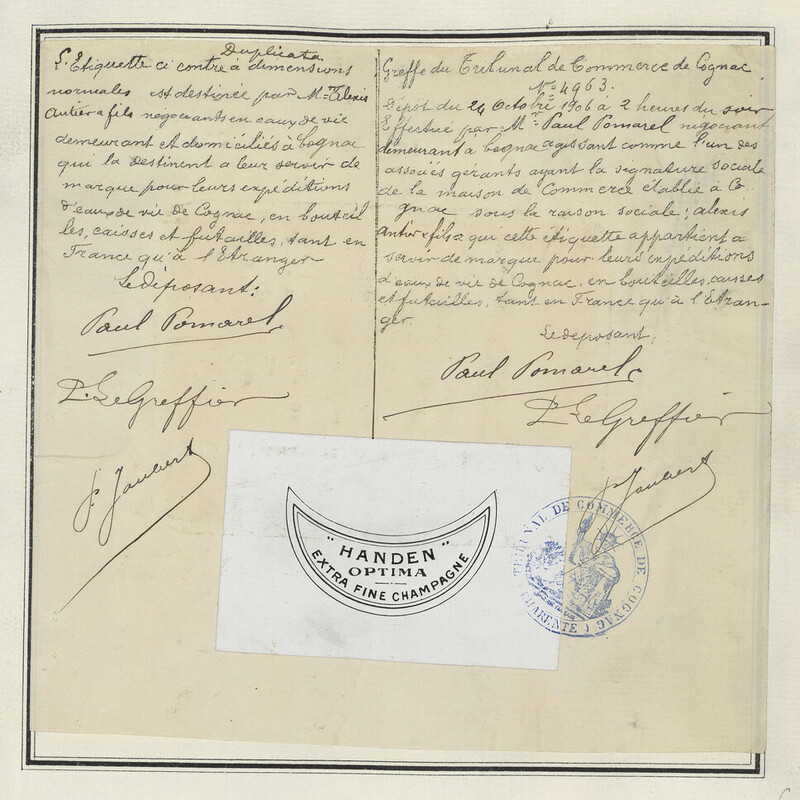 Duplicata
L'Etiquette ci contre à dimensions
normales est destinée par Mrs Alexis
Antier & fils négociants en eaux de vie
demeurant et domiciliés à Cognac
qui la destinent a leur servir de
marque pour leurs expéditions
d'eaux de vie de Cognac, en bouteil
les, caisses et futailles, tant en
France qu'à l'Etranger
Le déposant:
Paul Pomarel
Pr Le Greffier
Greffe du Tribunal de Commerce de Cognac
No 4963.
Dépot du 24 Octobre 1906 à 2 heures du soir
Effectué par Mr Paul Pomarel négociant
demeurant a Cognac agissant comme l'un des
associés gérants ayant la signature sociale
de la maison de Commerce établie à Co-
gnac sous la raison sociale; alexis
Antier & fils a qui cette étiquette appartient a
servir de marque pour leurs expéditions
d'eaux de vie de Cognac, en bouteilles, caisses
et futailles, tant en France qu'à l'Etran-
ger.
Le déposant;
Paul Pomarel
Pr Le Greffier
"HANDEN"
OPTIMA
EXTRA FINE CHAMPAGNE
TRIBUNAL DE COMMERCE DE COGNAC
(CHARENTE)